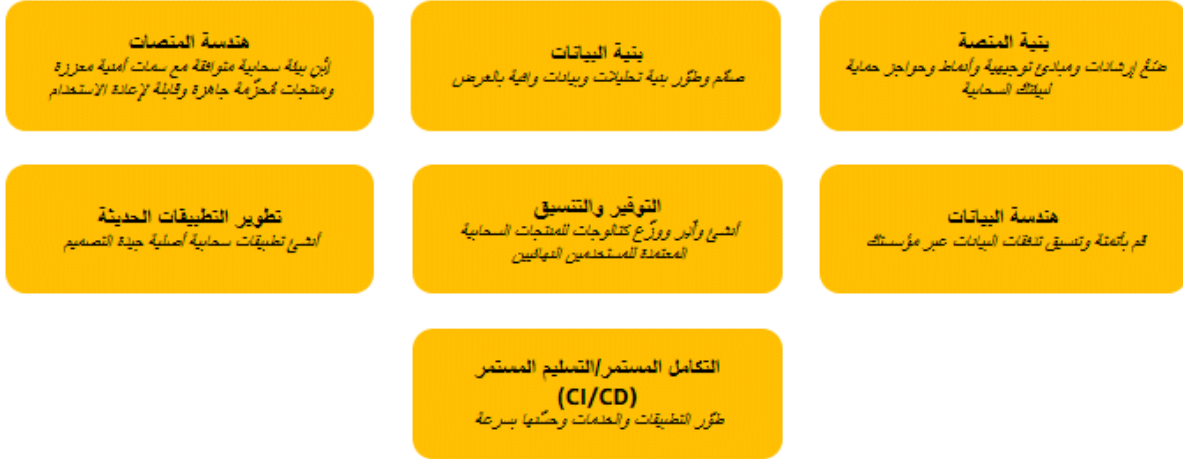 بنية المنصة
ضَعْ إرشادات ومبادئ توجيهية وأنماط وحواجز حماية
لبيئتك السحابية
بنية البيانات
صمِّم وطوِّر بنية تحليلات وبيانات وافية بالغرض
هندسة المنصات
ابْنِ بيئة سحابية متوافقة مع سمات أمنية معززة
ومنتجات مُحزَّمة جاهزة وقابلة لإعادة الاستخدام
هندسة البيانات
قم بأتمتة وتنسيق تدفقات البيانات عبر مؤسستك
التوفير والتنسيق
أنشئ وأدِر ووزِّع كتالوجات للمنتجات السحابية
المعتمدة للمستخدمين النهائيين
تطوير التطبيقات الحديثة
أنشئ تطبيقات سحابية أصلية جيدة التصميم
التكامل المستمر/التسليم المستمر
(CI/CD)
طوِّر التطبيقات والخدمات وحسِّنها بسرعة